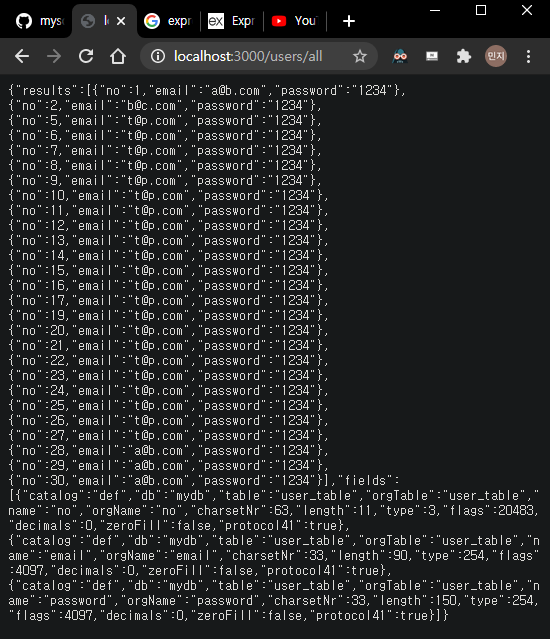 myso
lo
expr
Expr
You
localhost:3000/users/all
민지
{"results":[{"no":1,"email":"a@b.com","password":"1234"},
{"no":2,"email":"b@c.com","password":"1234"},
{"no":5,"email":"t@p.com","password":"1234"},
{"no":6,"email":"t@p.com","password":"1234"},
{"no":7,"email":"t@p.com","password":"1234"},
{"no":8,"email":"t@p.com","password":"1234"},
{"no":9,"email":"t@p.com","password":"1234"},
{"no":10,"email":"t@p.com","password":"1234"},
{"no":11,"email":"t@p.com","password":"1234"},
{"no":12,"email":"t@p.com","password":"1234"},
{"no":13,"email":"t@p.com","password":"1234"},
{"no":14,"email":"t@p.com","password":"1234"},
{"no":15,"email":"t@p.com","password":"1234"},
{"no":16,"email":"t@p.com","password":"1234"},
{"no":17,"email":"t@p.com","password":"1234"},
{"no":19,"email":"t@p.com","password":"1234"},
{"no":20,"email":"t@p.com","password":"1234"},
{"no":21,"email":"t@p.com","password":"1234"},
{"no":22,"email":"t@p.com","password":"1234"},
{"no":23,"email":"t@p.com","password":"1234"},
{"no":24,"email":"t@p.com","password":"1234"},
{"no":25,"email":"t@p.com","password":"1234"},
{"no":26,"email":"t@p.com","password":"1234"},
{"no":27,"email":"t@p.com","password":"1234"},
{"no":28,"email":"a@b.com","password":"1234"},
{"no":29,"email":"a@b.com","password":"1234"},
{"no":30,"email":"a@b.com","password":"1234"}],"fields":
[{"catalog":"def","db":"mydb","table":"user_table","orgTable":"user_table","
name":"no","orgName":"no","charsetNr":63,"length":11,"type":3,"flags":20483,
"decimals":0,"zeroFill":false,"protocol41":true},
{"catalog":"def","db":"mydb","table":"user_table","orgTable":"user_table","n
ame":"email","orgName":"email","charsetNr":33,"length":90,"type":254,"flags"
:4097,"decimals":0,"zeroFill":false,"protocol41":true},
{"catalog":"def","db":"mydb","table":"user_table","orgTable":"user_table","n
ame":"password","orgName":"password","charsetNr":33,"length":150,"type":254,
"flags":4097,"decimals":0,"zeroFill":false,"protocol41":true}]}